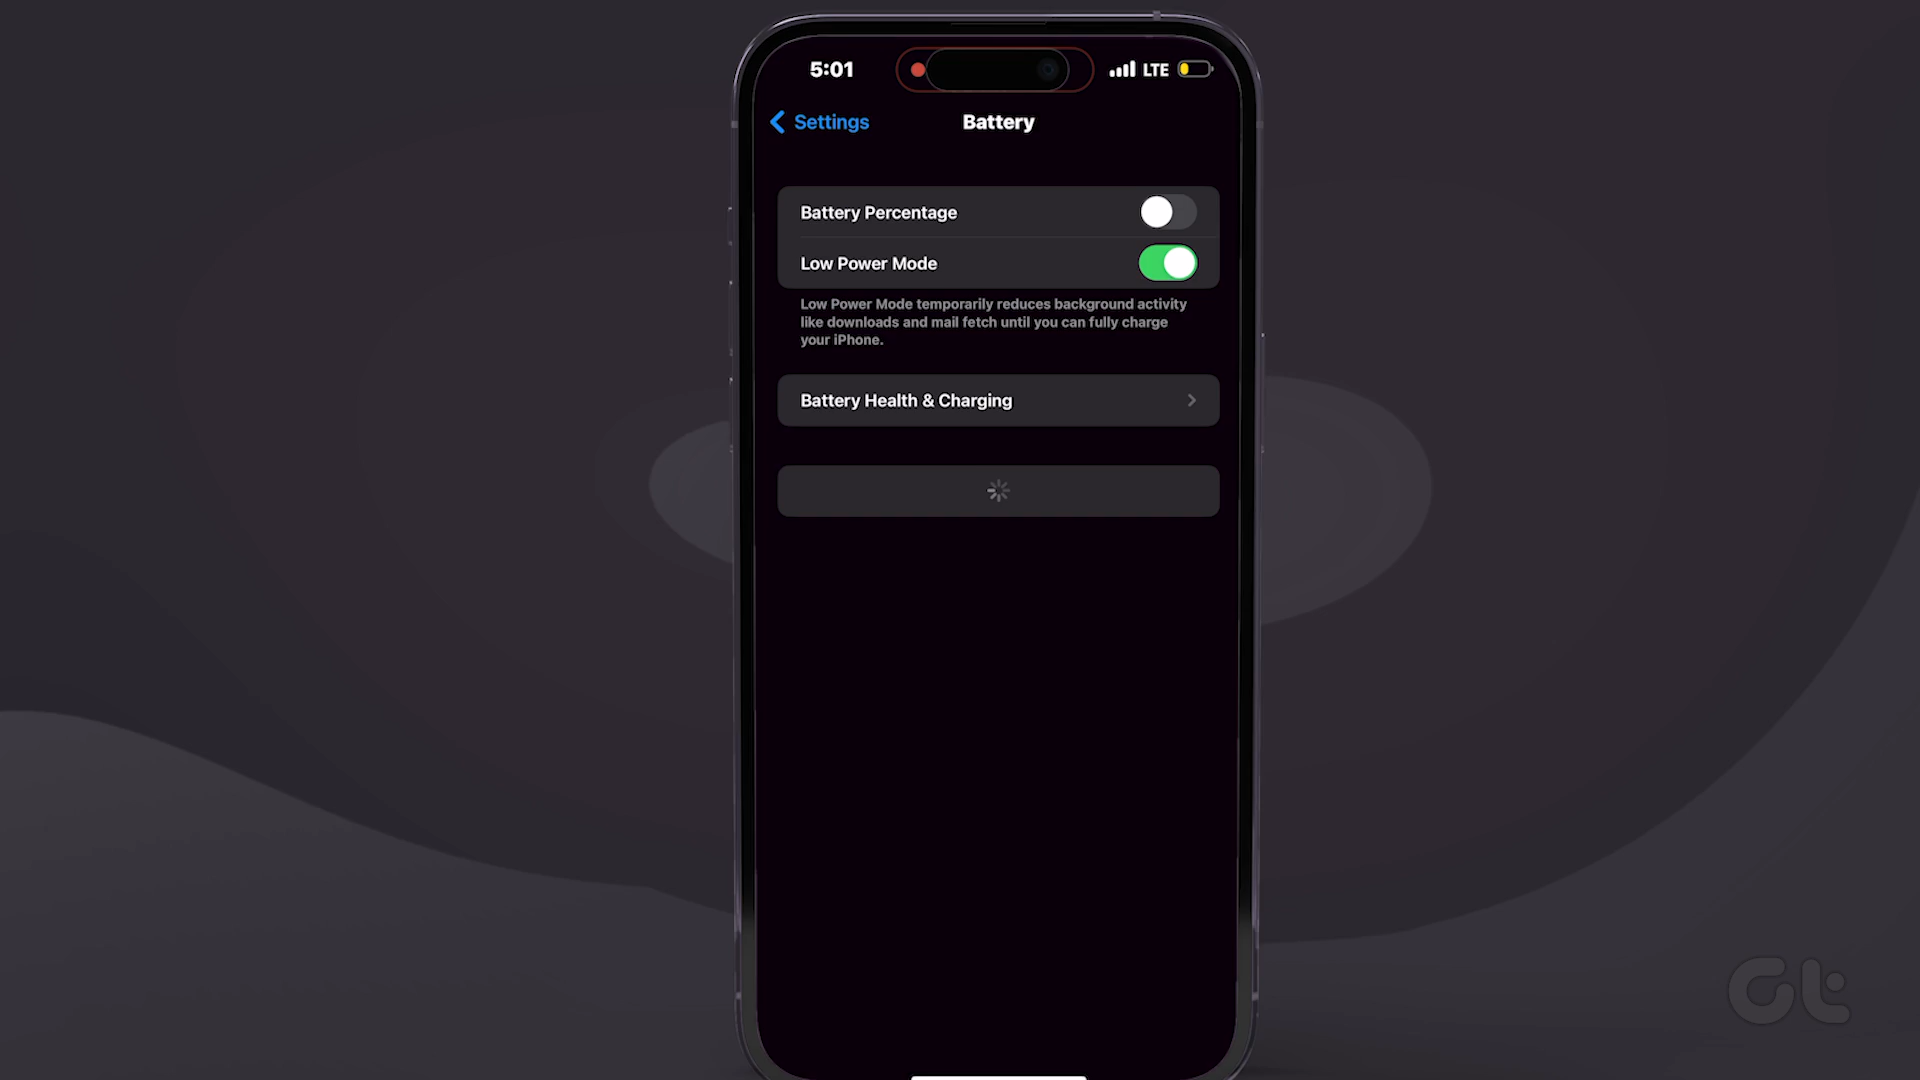 5:01
LTE
Settings
Battery
Battery Percentage
Low Power Mode
Low Power Mode temporarily reduces background activity
like downloads and mail fetch until you can fully charge
your iPhone.
Battery Health & Charging
Gt